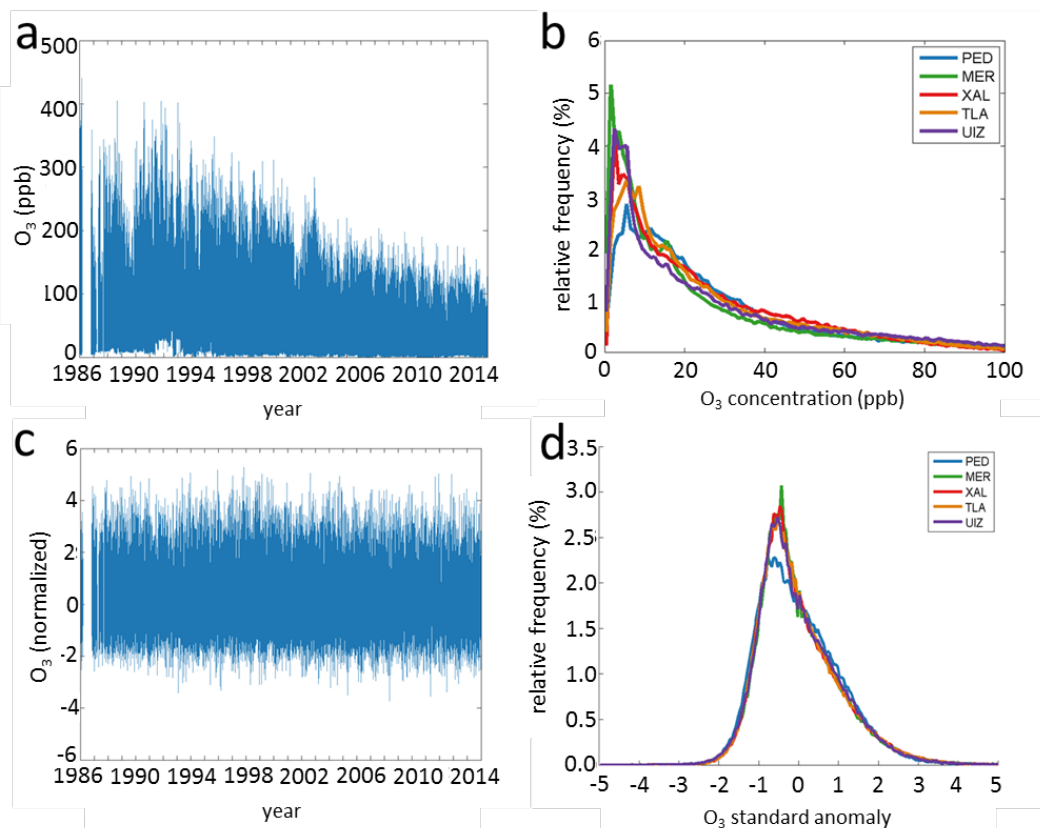 a
500
400
300
200
100
0
O3 (ppb)
1986 1990 1994 1998 2002 2006 2010 2014
year
b
6
5
4
3
2
1
0
relative frequency (%)
PED
MER
XAL
TLA
UIZ
0 20 40 60 80 100
O3 concentration (ppb)
c
6
4
2
0
-2
-4
-6
O3 (normalized)
1986 1990 1994 1998 2002 2006 2010 2014
year
d
3.5
3.0
2.5
2.0
1.5
1.0
0.5
0.0
relative frequency (%)
PED
MER
XAL
TLA
UIZ
-5 -4 -3 -2 -1 0 1 2 3 4 5
O3 standard anomaly